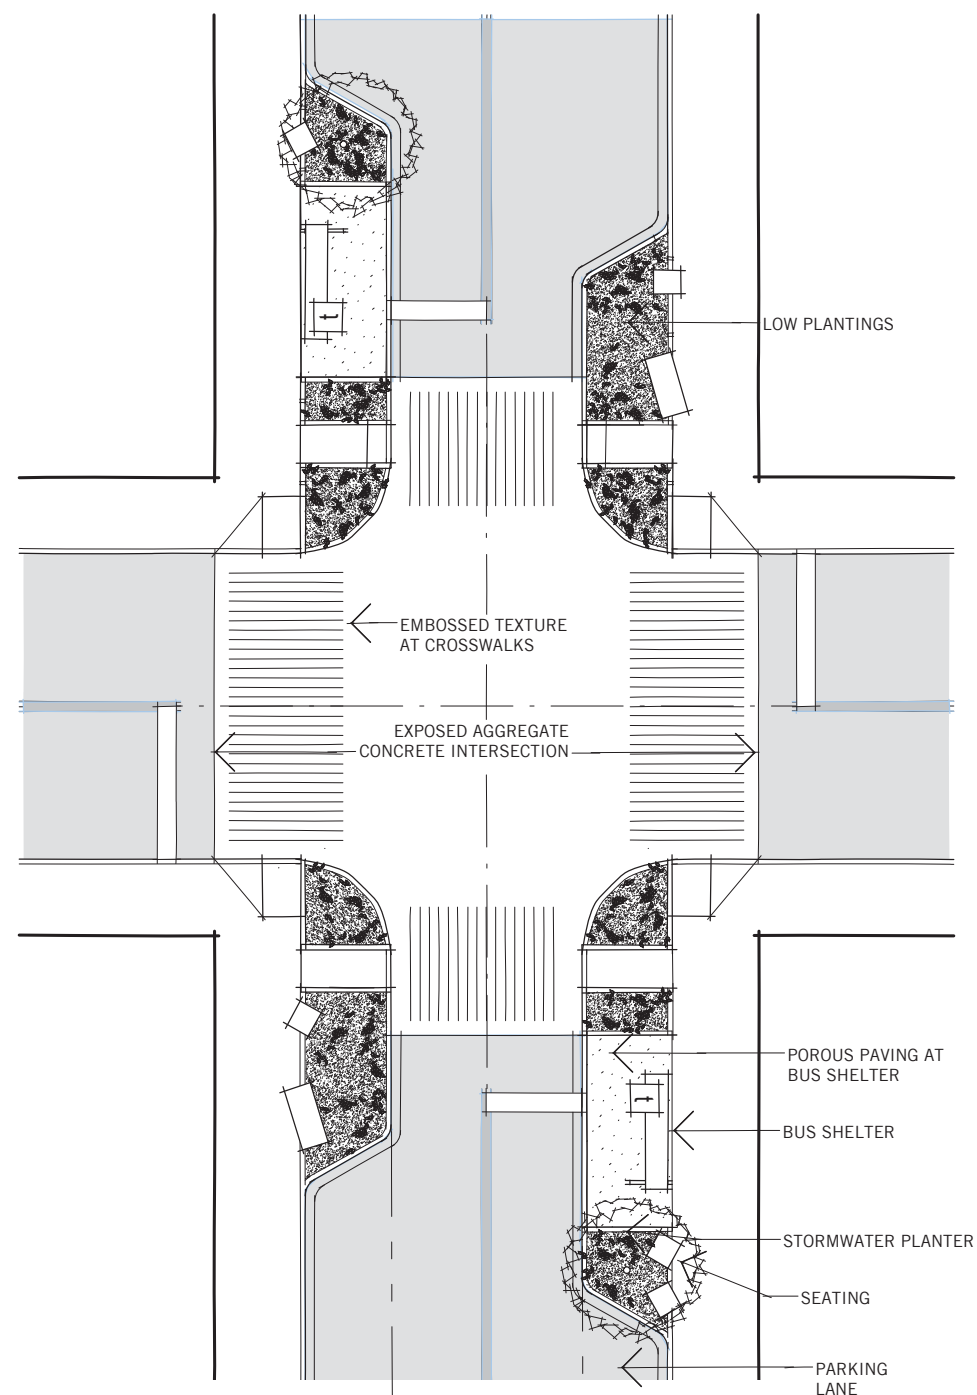 LOW PLANTINGS
EMBOSSED TEXTURE
AT CROSSWALKS
EXPOSED AGGREGATE
CONCRETE INTERSECTION
POROUS PAVING AT
BUS SHELTER
BUS SHELTER
STORMWATER PLANTER
SEATING
PARKING
LANE